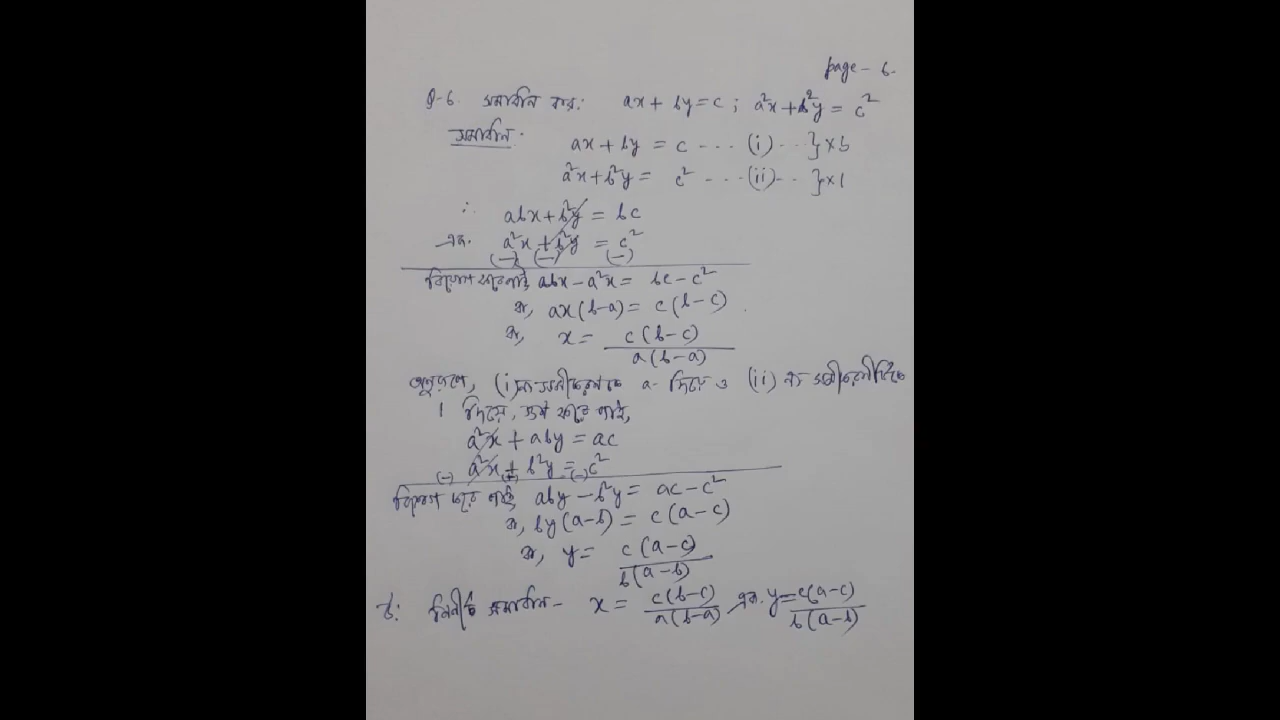 page - 6.
Q-6. সমাধান কর: ax + by = c; a²x + b²y = c²
সমাধান:
ax + by = c --- (i) --- } × b
a²x + b²y = c² --- (ii) -- } × 1
∴ abx + b²y = bc
এবং a²x + b²y = c²
(-) (-) (-)
বিয়োগ করে পাই, abx - a²x = bc - c²
বা, ax(b-a) = c(b-c)
বা, x = c(b-c) / a(b-a)
অনুরূপে, (i)নং সমীকরণকে a দিয়ে ও (ii) নং সমীকরণটিকে
1 দিয়ে গুণ করে পাই,
a²x + aby = ac
a²x + b²y = c²
(-) (-) (-)
বিয়োগ করে পাই, aby - b²y = ac - c²
বা, by(a-b) = c(a-c)
বা, y = c(a-c) / b(a-b)
উ: নির্ণীত সমাধান - x = c(b-c) / a(b-a) এবং y = c(a-c) / b(a-b)